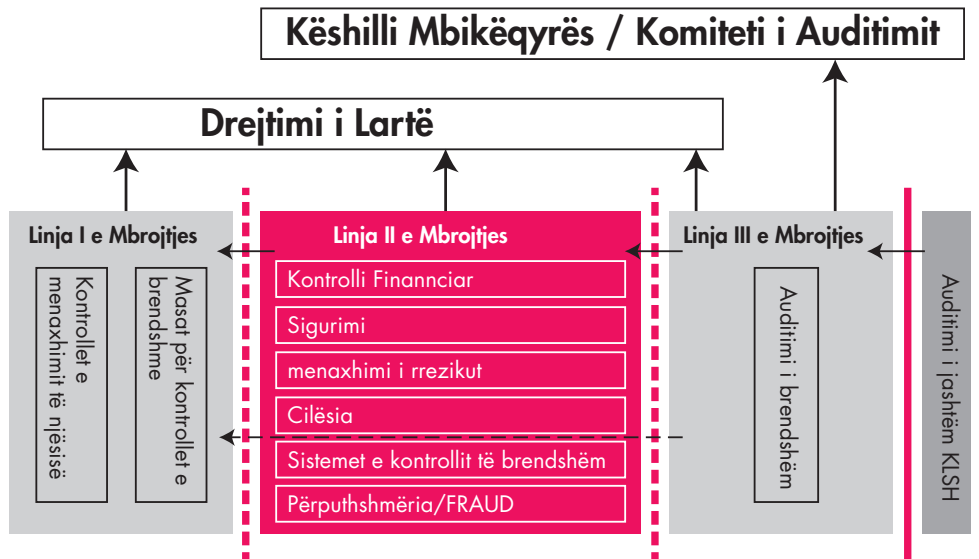 Këshilli Mbikëqyrës / Komiteti i Auditimit
Drejtimi i Lartë
Linja I e Mbrojtjes
Kontrollet e
menaxhimit të njësisë
Masat për kontrollet e
brendshme
Linja II e Mbrojtjes
Kontrolli Finannciar
Sigurimi
menaxhimi i rrezikut
Cilësia
Sistemet e kontrollit të brendshëm
Përputhshmëria/FRAUD
Linja III e Mbrojtjes
Auditimi i brendshëm
Auditimi i jashtëm KLSH